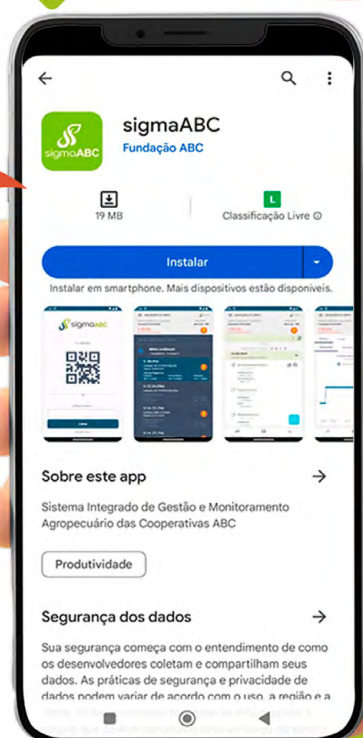 sigmaABC
sigmaABC
Fundação ABC
19 MB
L
Classificação Livre
Instalar
Instalar em smartphone. Mais dispositivos estão disponíveis.
sigmaABC
Sobre este app
Sistema Integrado de Gestão e Monitoramento
Agropecuário das Cooperativas ABC
Produtividade
Segurança dos dados
Sua segurança começa com o entendimento de como
os desenvolvedores coletam e compartilham seus
dados. As práticas de segurança e privacidade de
dados podem variar de acordo com o uso, a região e a